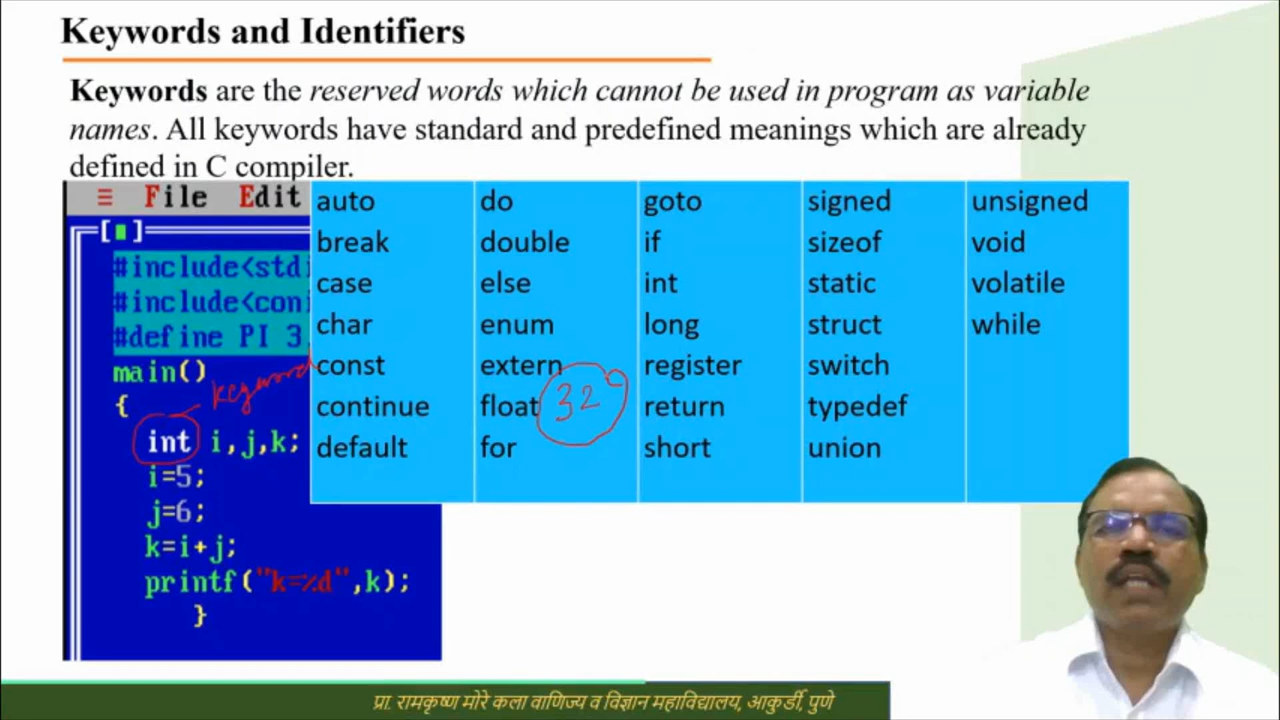 Keywords and Identifiers
Keywords are the reserved words which cannot be used in program as variable
names. All keywords have standard and predefined meanings which are already
defined in C compiler.
≡ File Edit
[■]
#include<std
#include<con
#define PI 3
main()
{
int i,j,k;
i=5;
j=6;
k=i+j;
printf("k=%d",k);
}
keyword
auto do goto signed unsigned
break double if sizeof void
case else int static volatile
char enum long struct while
const extern register switch
continue float return typedef
default for short union
32
प्रा. रामकृष्ण मोरे कला वाणिज्य व विज्ञान महाविद्यालय, आकुर्डी, पुणे